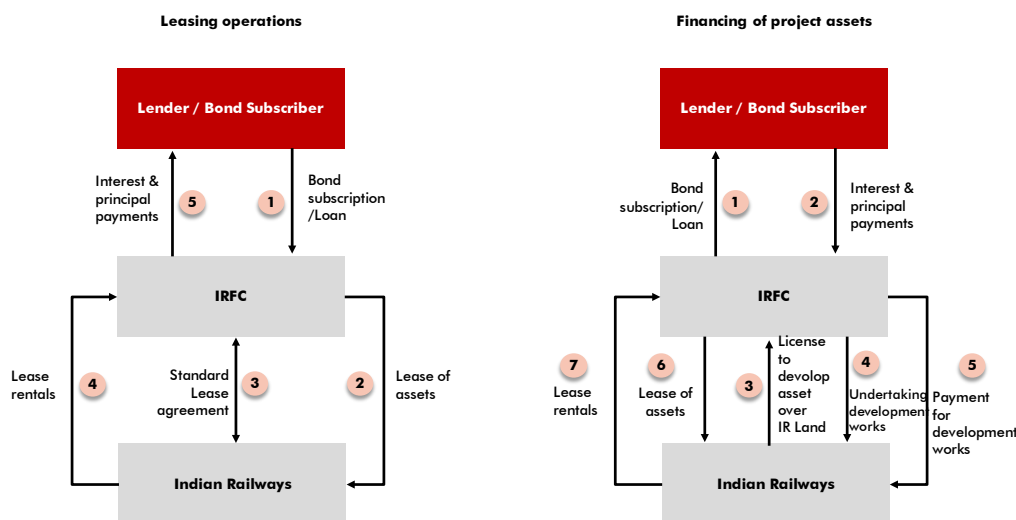 Leasing operations
Lender / Bond Subscriber
Interest &
principal
payments
5
1
Bond
subscription
/Loan
IRFC
Lease
rentals
4
Standard
Lease
agreement
3
2
Lease of
assets
Indian Railways
Financing of project assets
Lender / Bond Subscriber
Bond
subscription/
Loan
1
2
Interest &
principal
payments
IRFC
7
Lease
rentals
6
Lease of
assets
3
License
to
devolop
asset
over
IR Land
4
Undertaking
development
works
5
Payment
for
development
works
Indian Railways